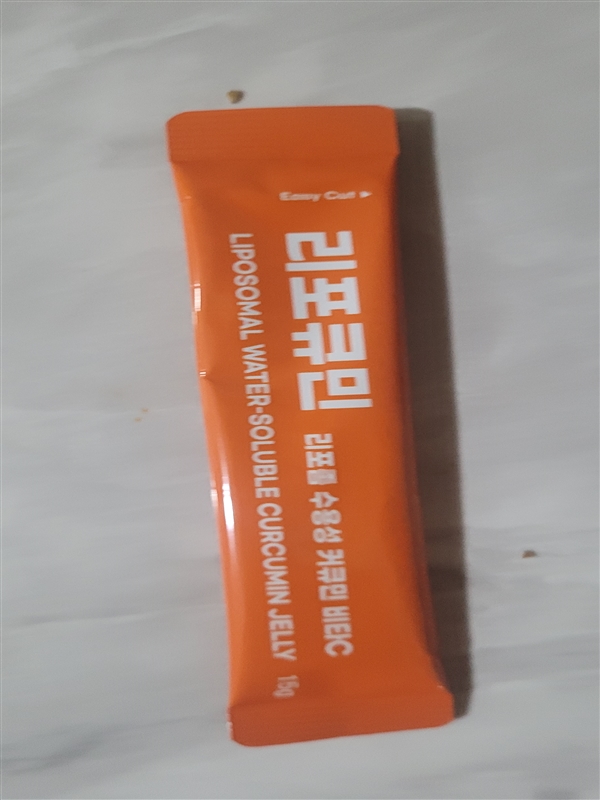 Easy Cut ▶
리포큐민
리포좀 수용성 커큐민 비타C
LIPOSOMAL WATER-SOLUBLE CURCUMIN JELLY 15g